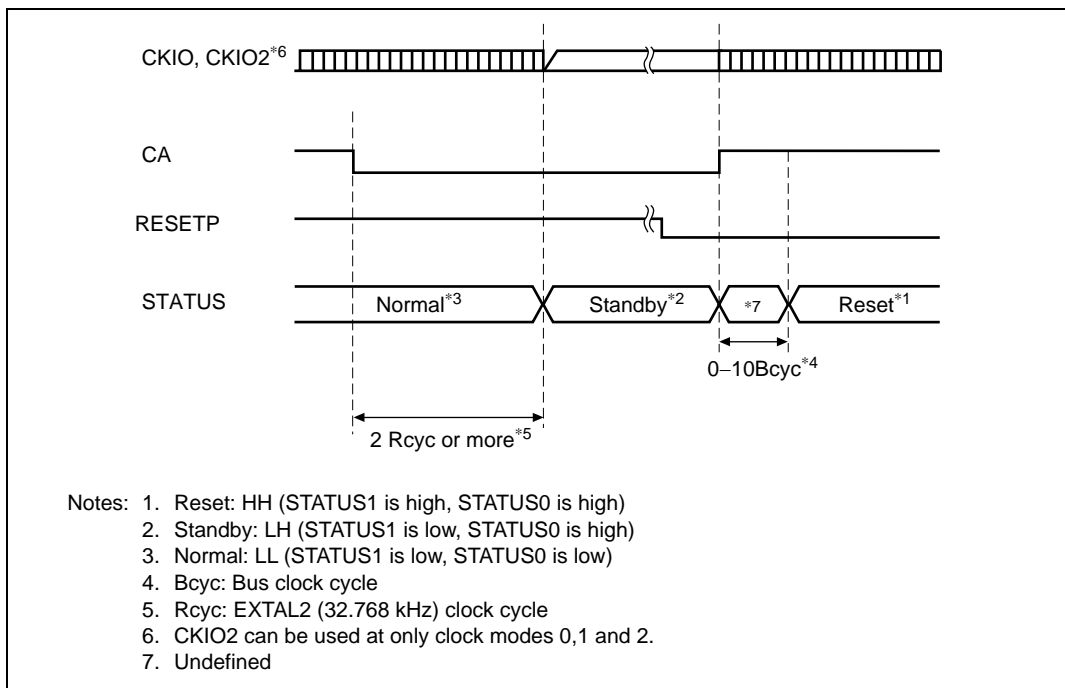 CKIO, CKIO2*6
CA
RESETP
STATUS
Normal*3
Standby*2
*7
Reset*1
0–10Bcyc*4
2 Rcyc or more*5
Notes: 1. Reset: HH (STATUS1 is high, STATUS0 is high)
2. Standby: LH (STATUS1 is low, STATUS0 is high)
3. Normal: LL (STATUS1 is low, STATUS0 is low)
4. Bcyc: Bus clock cycle
5. Rcyc: EXTAL2 (32.768 kHz) clock cycle
6. CKIO2 can be used at only clock modes 0,1 and 2.
7. Undefined